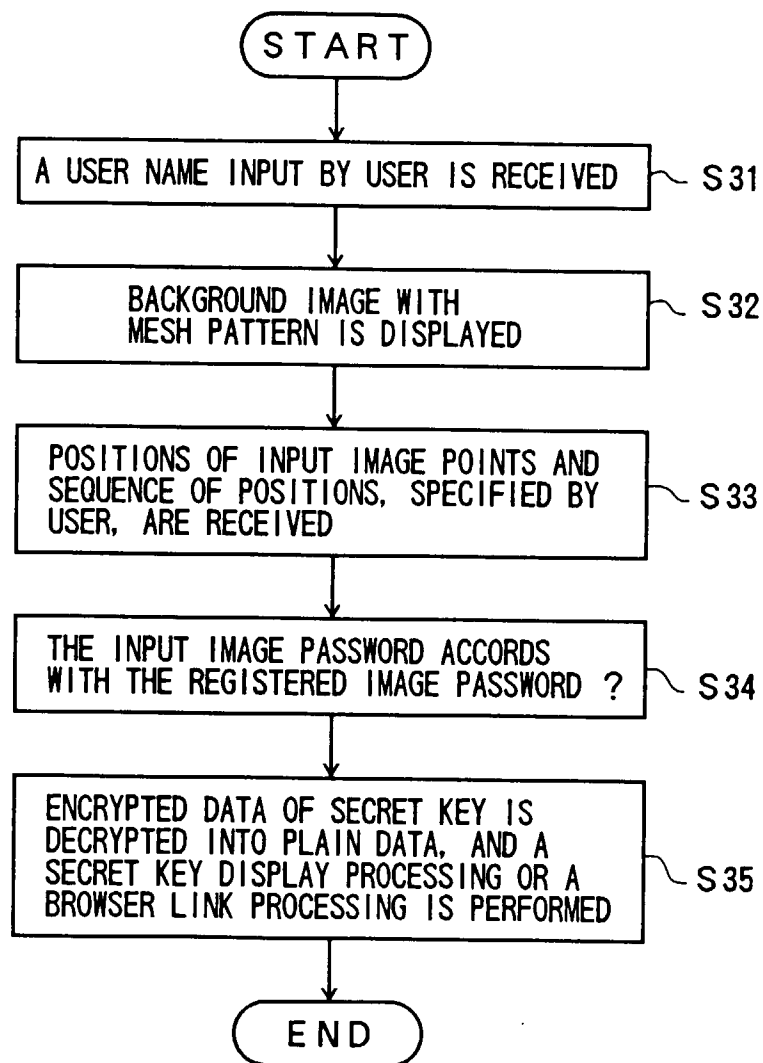 START
A USER NAME INPUT BY USER IS RECEIVED
S31
BACKGROUND IMAGE WITH
MESH PATTERN IS DISPLAYED
S32
POSITIONS OF INPUT IMAGE POINTS AND
SEQUENCE OF POSITIONS, SPECIFIED BY
USER, ARE RECEIVED
S33
THE INPUT IMAGE PASSWORD ACCORDS
WITH THE REGISTERED IMAGE PASSWORD ?
S34
ENCRYPTED DATA OF SECRET KEY IS
DECRYPTED INTO PLAIN DATA, AND A
SECRET KEY DISPLAY PROCESSING OR A
BROWSER LINK PROCESSING IS PERFORMED
S35
END